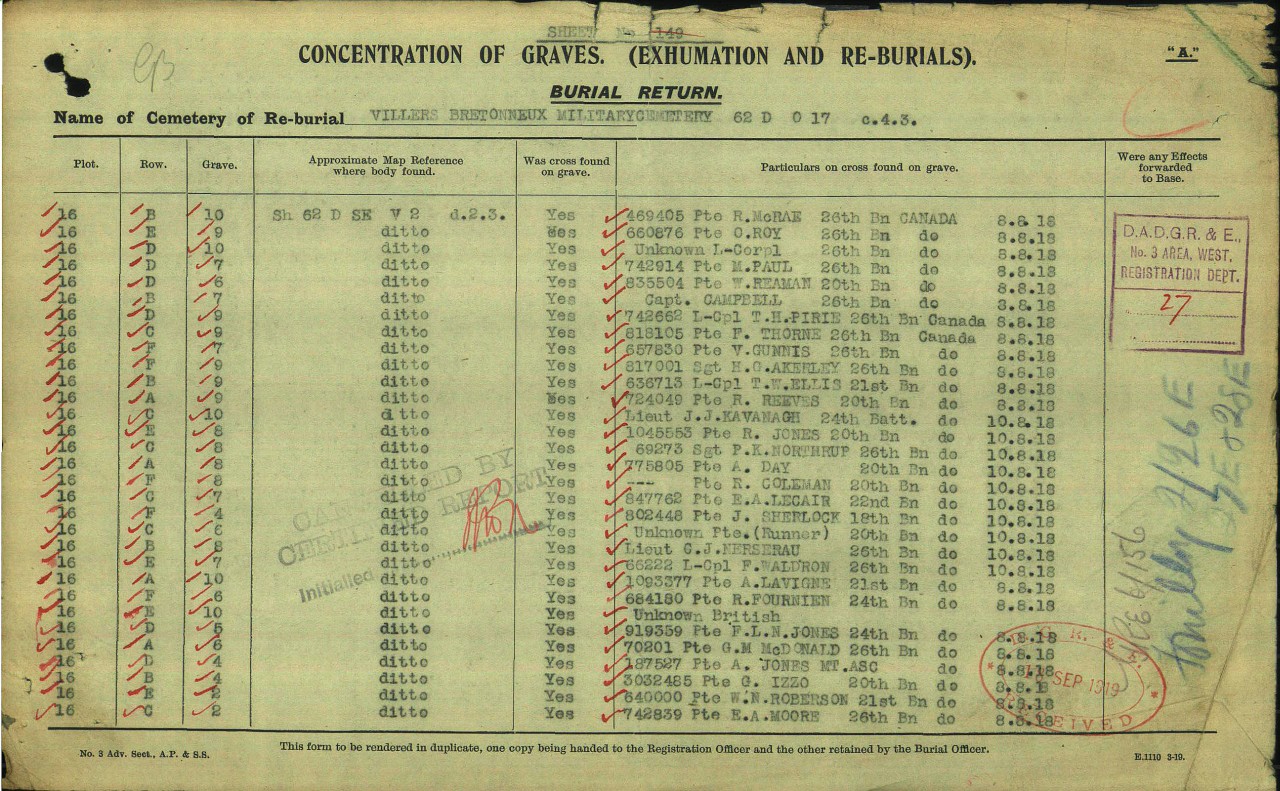 SHEET No 149
CONCENTRATION OF GRAVES. (EXHUMATION AND RE-BURIALS).
"A."
BURIAL RETURN.
Name of Cemetery of Re-burial VILLERS BRETONNEUX MILITARYCEMETERY 62 D O 17 c.4.3.
Plot. Row. Grave. Approximate Map Reference where body found. Was cross found on grave. Particulars on cross found on grave. Were any Effects forwarded to Base.
16 B 10 Sh 62 D SE V 2 d.2.3. Yes 469405 Pte R.McRAE 26th Bn CANADA 8.8.18
16 E 9 ditto Yes 660876 Pte O.ROY 26th Bn do 8.8.18
16 D 10 ditto Yes Unknown L-Corpl 26th Bn do 8.8.18
16 D 7 ditto Yes 742914 Pte M.PAUL 26th Bn do 8.8.18
16 D 6 ditto Yes 835504 Pte W.REAMAN 20th Bn do 8.8.18
16 B 7 ditto Yes Capt. CAMPBELL 26th Bn do 8.8.18
16 D 9 ditto Yes 742662 L-Cpl T.H.PIRIE 26th Bn Canada 8.8.18
16 C 9 ditto Yes 818105 Pte F. THORNE 26th Bn Canada 8.8.18
16 F 7 ditto Yes 657830 Pte V.GUNNIS 26th Bn do 8.8.18
16 F 9 ditto Yes 817001 Sgt H.O.AKERLEY 26th Bn do 8.8.18
16 B 9 ditto Yes 636713 L-Cpl T.W.ELLIS 21st Bn do 8.8.18
16 A 9 ditto Yes 724049 Pte R. REEVES 20th Bn do 8.8.18
16 C 10 ditto Yes Lieut J.J.KAVANAGH 24th Batt. do 10.8.18
16 E 8 ditto Yes 1045553 Pte R. JONES 20th Bn do 10.8.18
16 C 8 ditto Yes 69273 Sgt P.K.NORTHRUP 26th Bn do 10.8.18
16 A 8 ditto Yes 775805 Pte A. DAY 20th Bn do 10.8.18
16 F 8 ditto Yes --- Pte R. COLEMAN 20th Bn do 10.8.18
16 C 7 ditto Yes 847762 Pte E.A.LECAIR 22nd Bn do 10.8.18
16 F 4 ditto Yes 802448 Pte J. SHERLOCK 18th Bn do 10.8.18
16 C 6 ditto Yes Unknown Pte.(Runner) 20th Bn do 10.8.18
16 B 8 ditto Yes Lieut C.J.MERSERAU 26th Bn do 10.8.18
16 E 7 ditto Yes 66222 L-Cpl F.WALDRON 26th Bn do 10.8.18
16 A 10 ditto Yes 1093377 Pte A.LAVIGNE 21st Bn do 8.8.18
16 F 6 ditto Yes 684180 Pte R.FOURNIEN 24th Bn do 8.8.18
16 E 10 ditto Yes Unknown British
16 D 5 ditto Yes 919359 Pte F.L.N.JONES 24th Bn do 8.8.18
16 A 6 ditto Yes 70201 Pte G.M McDONALD 26th Bn do 8.8.18
16 D 4 ditto Yes 187527 Pte A. JONES MT.ASC do 8.8.18
16 B 4 ditto Yes 3032485 Pte G. IZZO 20th Bn do 8.8.18
16 E 2 ditto Yes 640000 Pte W.N.ROBERSON 21st Bn do 8.8.18
16 C 2 ditto Yes 742839 Pte E.A.MOORE 26th Bn do 8.8.18
D.A.D.G.R. & E.,
No. 3 AREA, WEST,
REGISTRATION DEPT.
27
BY
REPORT
Initialled
SEP 1919
RECEIVED
This form to be rendered in duplicate, one copy being handed to the Registration Officer and the other retained by the Burial Officer.
No. 3 Adv. Sect., A.P. & S.S.
E.1110 3-19.